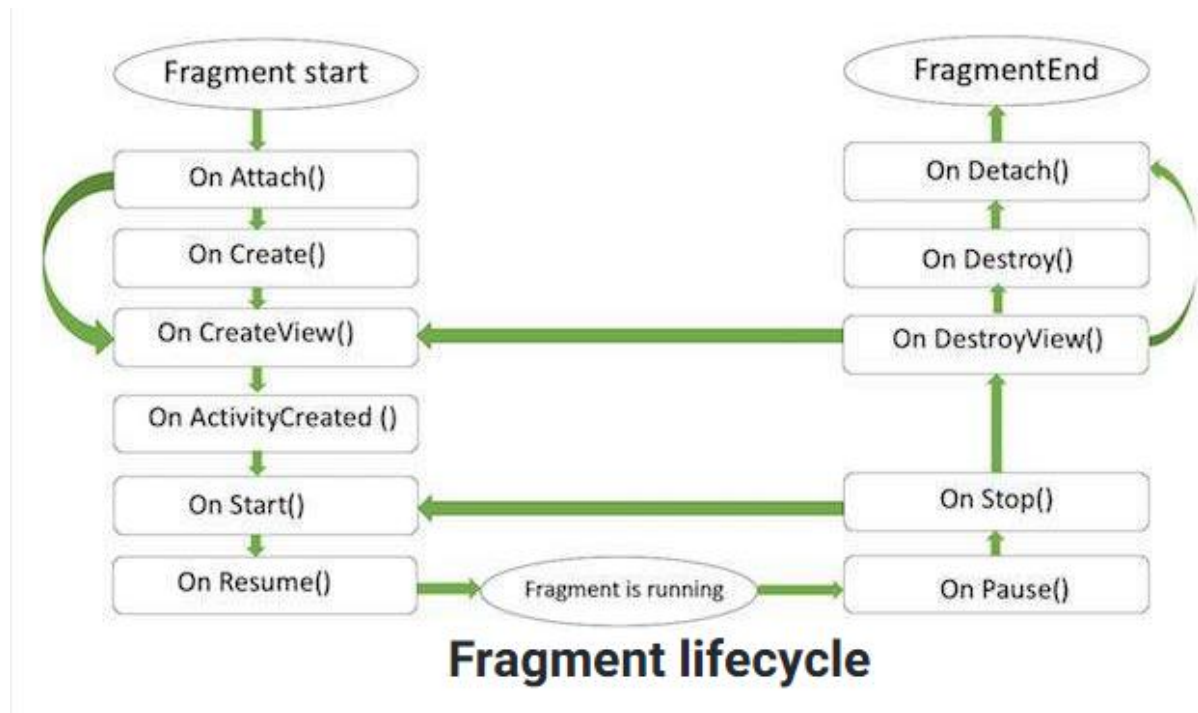 Fragment start
On Attach()
On Create()
On CreateView()
On ActivityCreated ()
On Start()
On Resume()
Fragment is running
On Pause()
On Stop()
On DestroyView()
On Destroy()
On Detach()
FragmentEnd
Fragment lifecycle